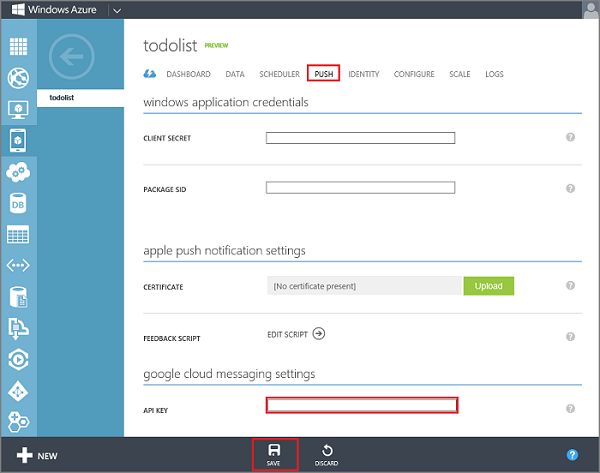 Windows Azure
todolist PREVIEW
DASHBOARD DATA SCHEDULER PUSH IDENTITY CONFIGURE SCALE LOGS
todolist
windows application credentials
CLIENT SECRET ?
PACKAGE SID ?
apple push notification settings
CERTIFICATE [No certificate present] Upload ?
FEEDBACK SCRIPT EDIT SCRIPT ?
google cloud messaging settings
API KEY ?
DB
NEW SAVE DISCARD ?